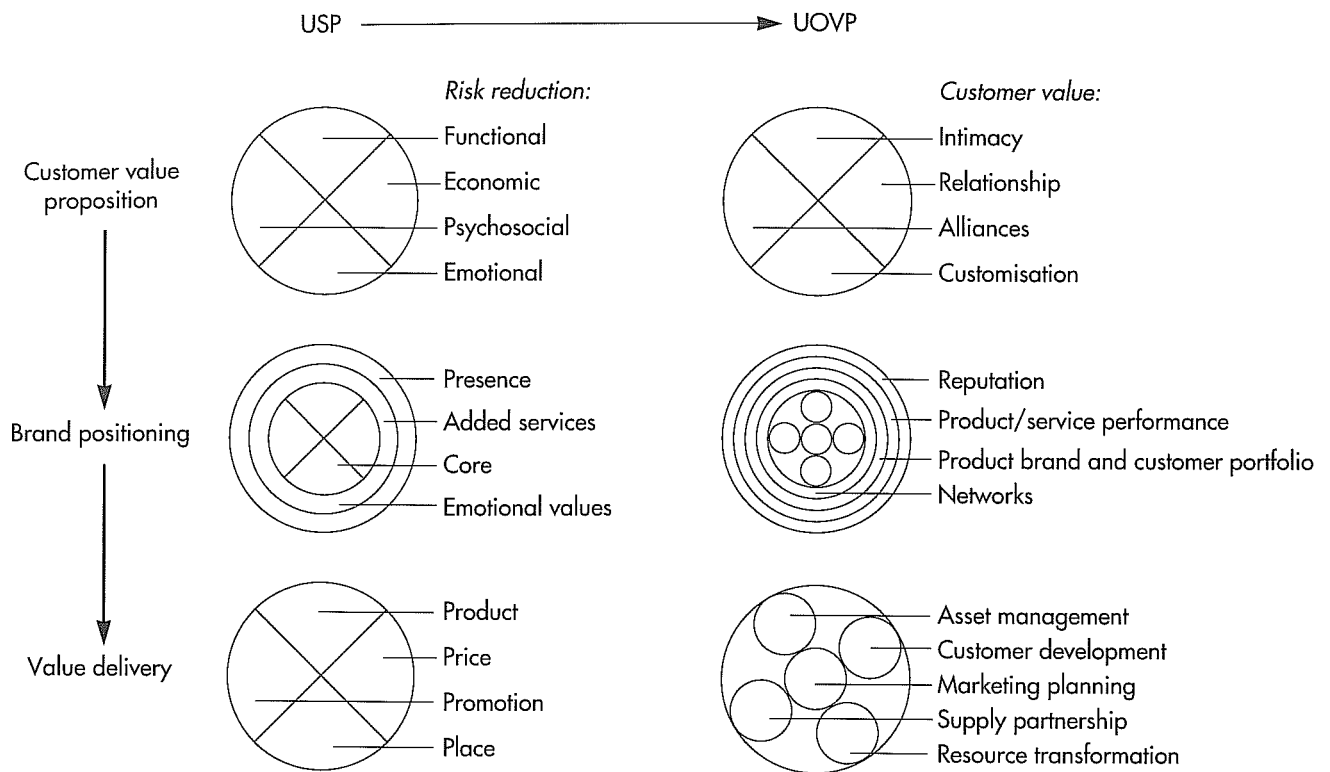 USP
UOVP
Risk reduction:
Customer value:
Customer value
proposition
Functional
Economic
Psychosocial
Emotional
Intimacy
Relationship
Alliances
Customisation
Brand positioning
Presence
Added services
Core
Emotional values
Reputation
Product/service performance
Product brand and customer portfolio
Networks
Value delivery
Product
Price
Promotion
Place
Asset management
Customer development
Marketing planning
Supply partnership
Resource transformation